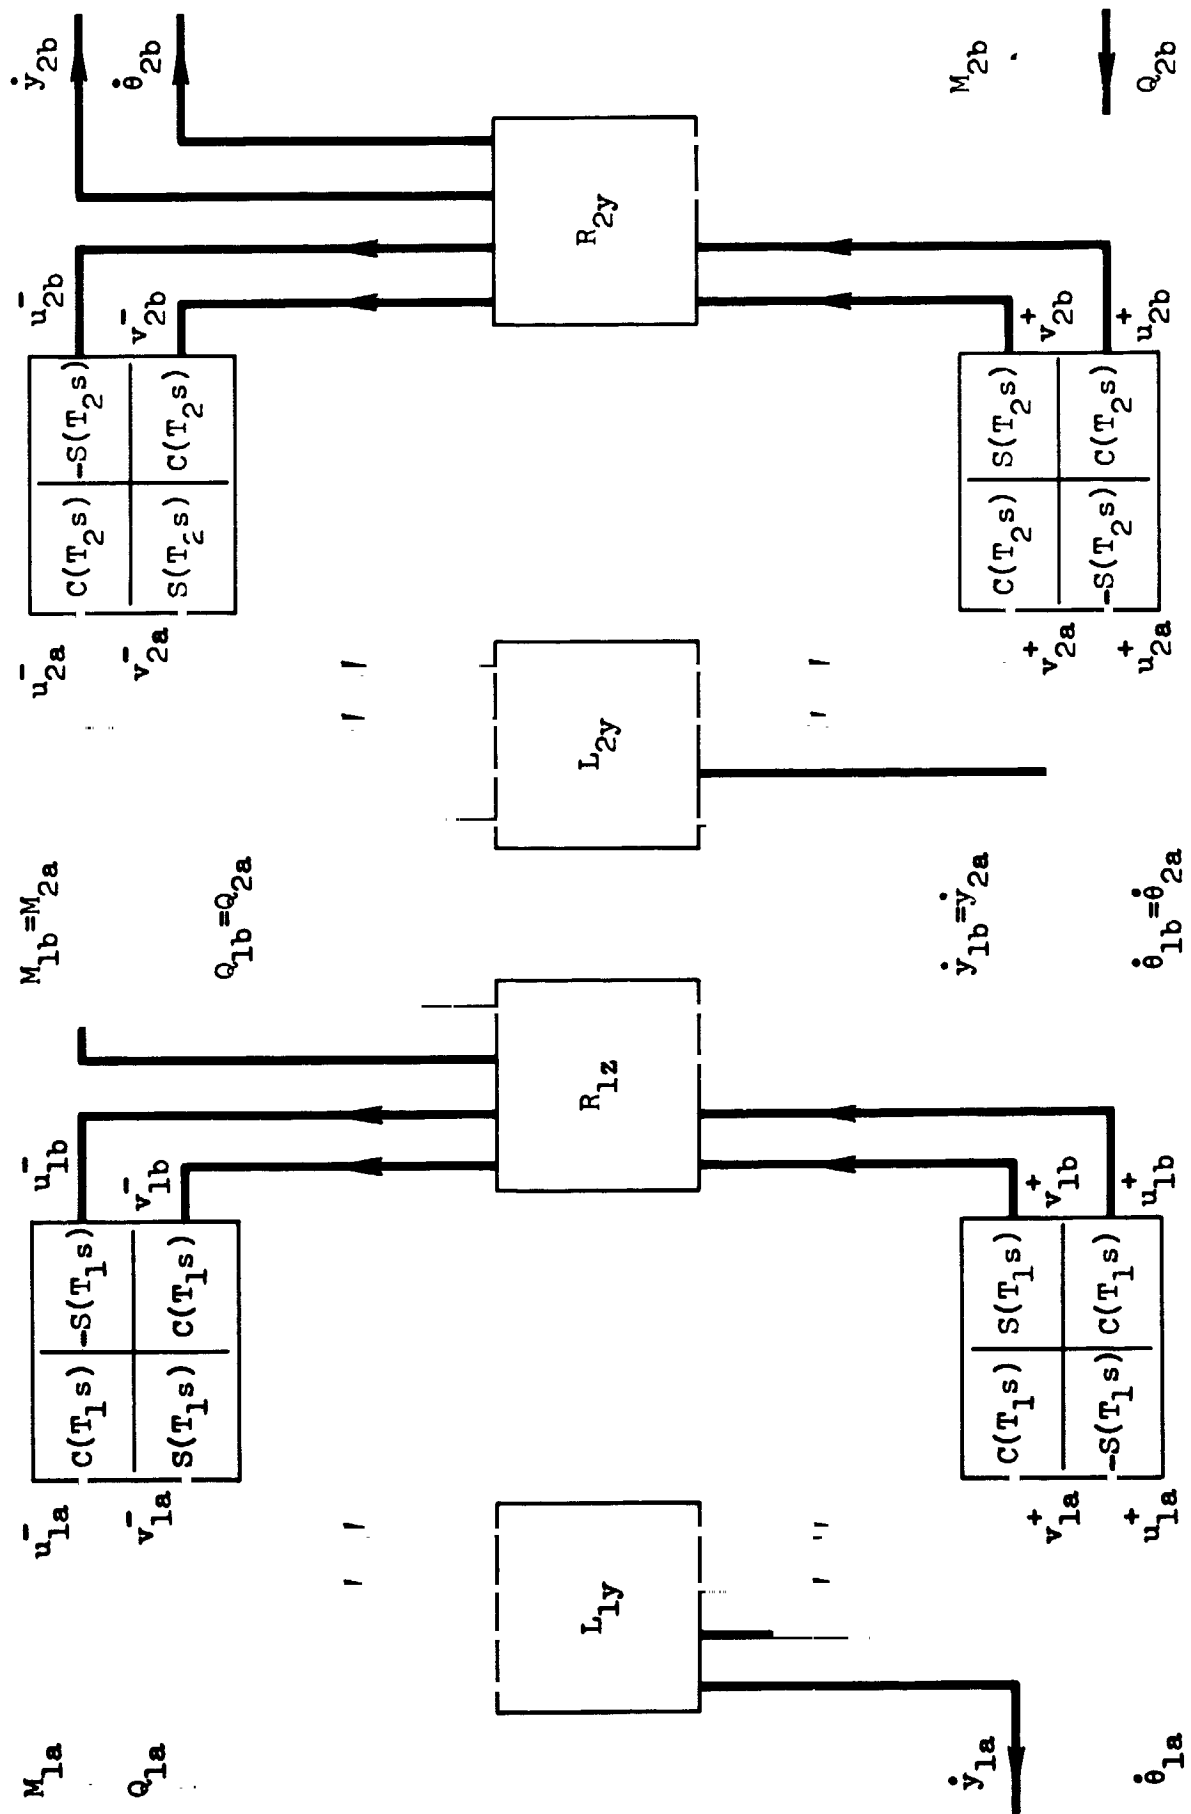 M1a
Q1a
u̅1a
v̅1a
C(T1s)
-S(T1s)
S(T1s)
C(T1s)
u̅1b
v̅1b
M1b=M2a
Q1b=Q2a
u̅2a
v̅2a
C(T2s)
-S(T2s)
S(T2s)
C(T2s)
u̅2b
v̅2b
ẏ2b
θ̇2b
L1y
R1z
L2y
R2y
ẏ1a
θ̇1a
v⁺1a
u⁺1a
C(T1s)
S(T1s)
-S(T1s)
C(T1s)
v⁺1b
u⁺1b
ẏ1b=ẏ2a
θ̇1b=θ̇2a
v⁺2a
u⁺2a
C(T2s)
S(T2s)
-S(T2s)
C(T2s)
v⁺2b
u⁺2b
M2b
Q2b